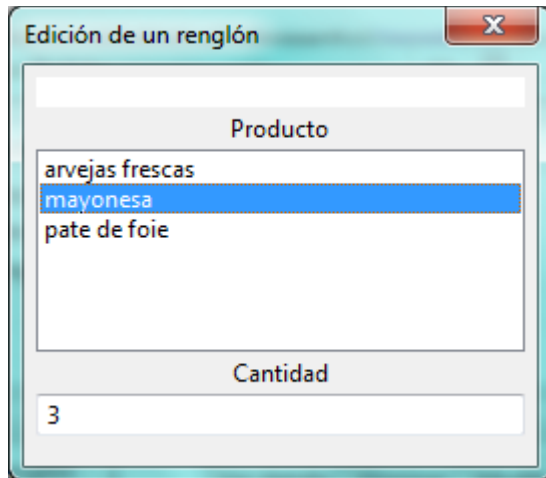 Edición de un renglón
Producto
arvejas frescas
mayonesa
pate de foie
Cantidad
3